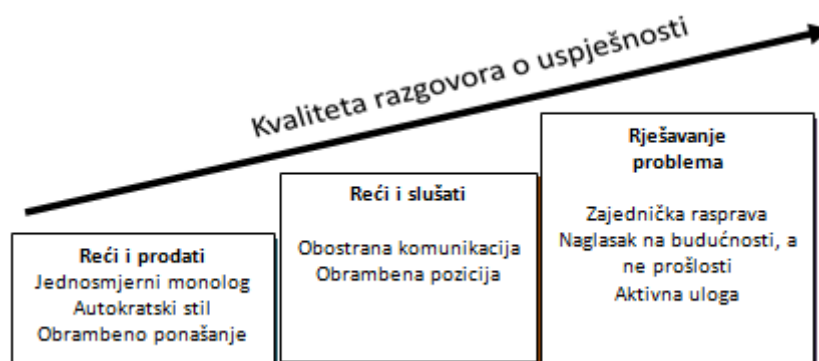 Kvaliteta razgovora o uspješnosti
Reći i prodati
Jednosmjerni monolog
Autokratski stil
Obrambeno ponašanje
Reći i slušati
Obostrana komunikacija
Obrambena pozicija
Rješavanje
problema
Zajednička rasprava
Naglasak na budućnosti, a
ne prošlosti
Aktivna uloga